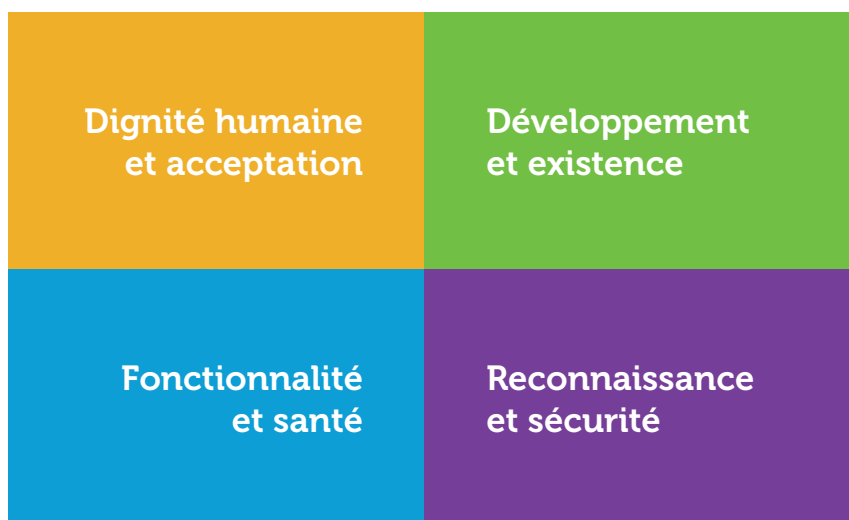 Dignité humaine
et acceptation
Développement
et existence
Fonctionnalité
et santé
Reconnaissance
et sécurité